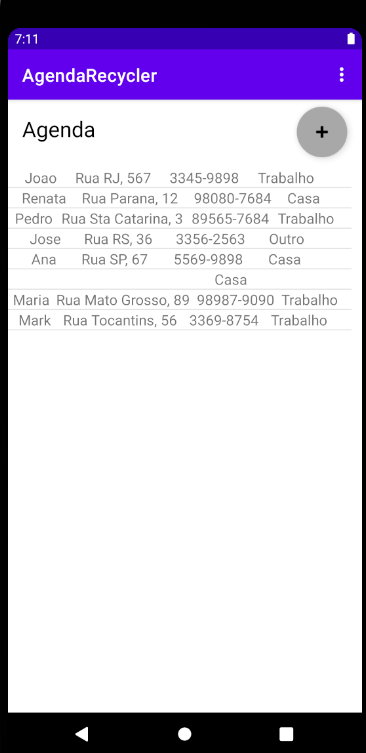 7:11
AgendaRecycler
Agenda
+
Joao Rua RJ, 567 3345-9898 Trabalho
Renata Rua Parana, 12 98080-7684 Casa
Pedro Rua Sta Catarina, 3 89565-7684 Trabalho
Jose Rua RS, 36 3356-2563 Outro
Ana Rua SP, 67 5569-9898 Casa
Casa
Maria Rua Mato Grosso, 89 98987-9090 Trabalho
Mark Rua Tocantins, 56 3369-8754 Trabalho